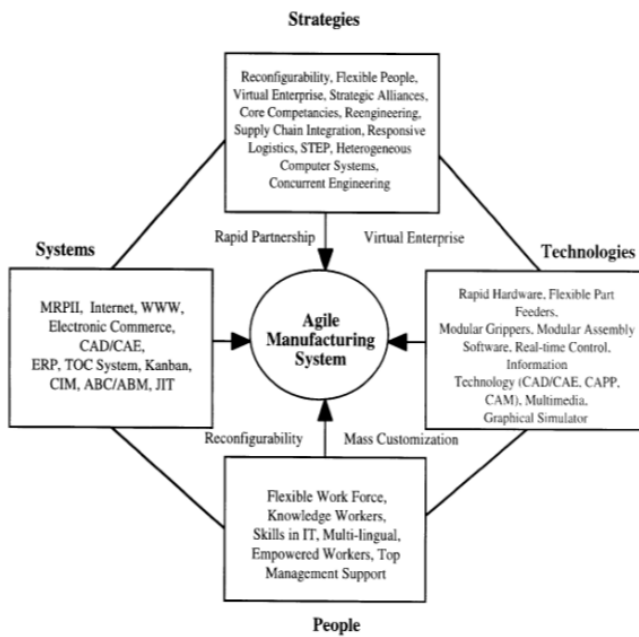 Strategies
Reconfigurability, Flexible People,
Virtual Enterprise, Strategic Alliances,
Core Competancies, Reengineering,
Supply Chain Integration, Responsive
Logistics, STEP, Heterogeneous
Computer Systems,
Concurrent Engineering
Rapid Partnership
Virtual Enterprise
Systems
MRPII, Internet, WWW,
Electronic Commerce,
CAD/CAE,
ERP, TOC System, Kanban,
CIM, ABC/ABM, JIT
Agile
Manufacturing
System
Technologies
Rapid Hardware, Flexible Part
Feeders,
Modular Grippers, Modular Assembly
Software, Real-time Control,
Information
Technology (CAD/CAE, CAPP,
CAM), Multimedia,
Graphical Simulator
Reconfigurability
Mass Customization
Flexible Work Force,
Knowledge Workers,
Skills in IT, Multi-lingual,
Empowered Workers, Top
Management Support
People